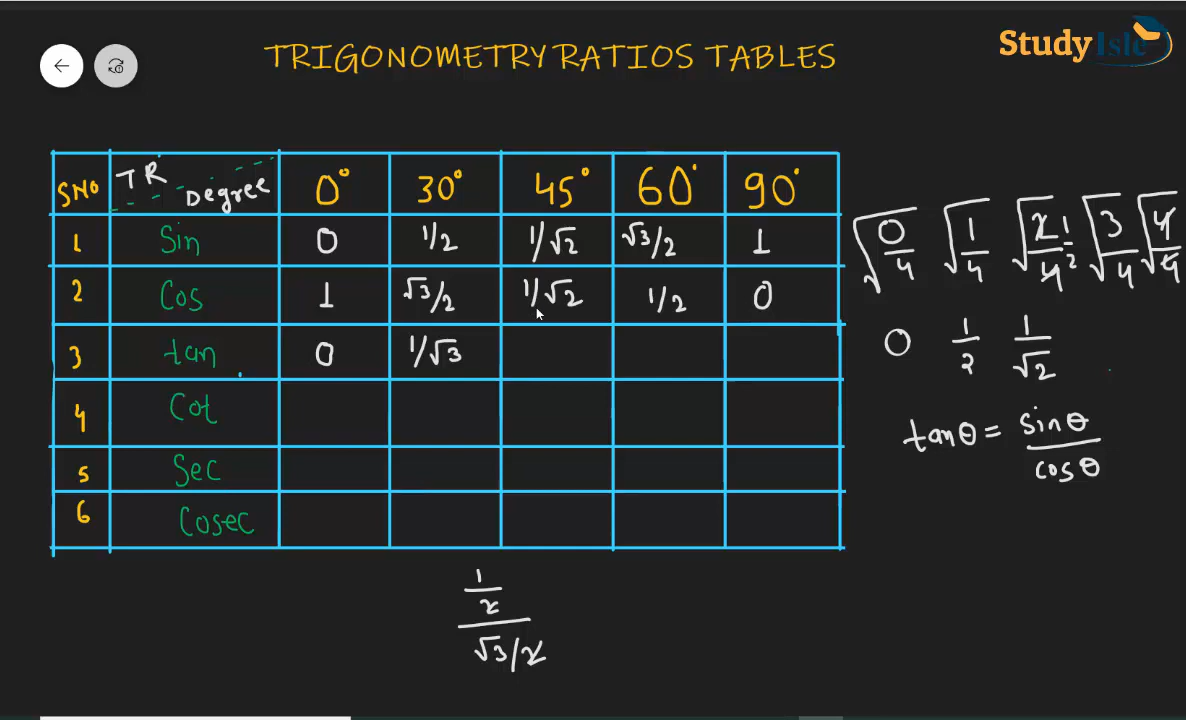 TRIGONOMETRY RATIOS TABLES
Study Isle
SNO TR Degree 0° 30° 45° 60° 90°
1 Sin 0 1/2 1/√2 √3/2 1
2 Cos 1 √3/2 1/√2 1/2 0
3 tan 0 1/√3
4 Cot
5 Sec
6 Cosec
√0/4 √1/4 √2/4 1/2 √3/4 √4/4
0 1/2 1/√2
tanθ = sinθ/cosθ
1/2
√3/2